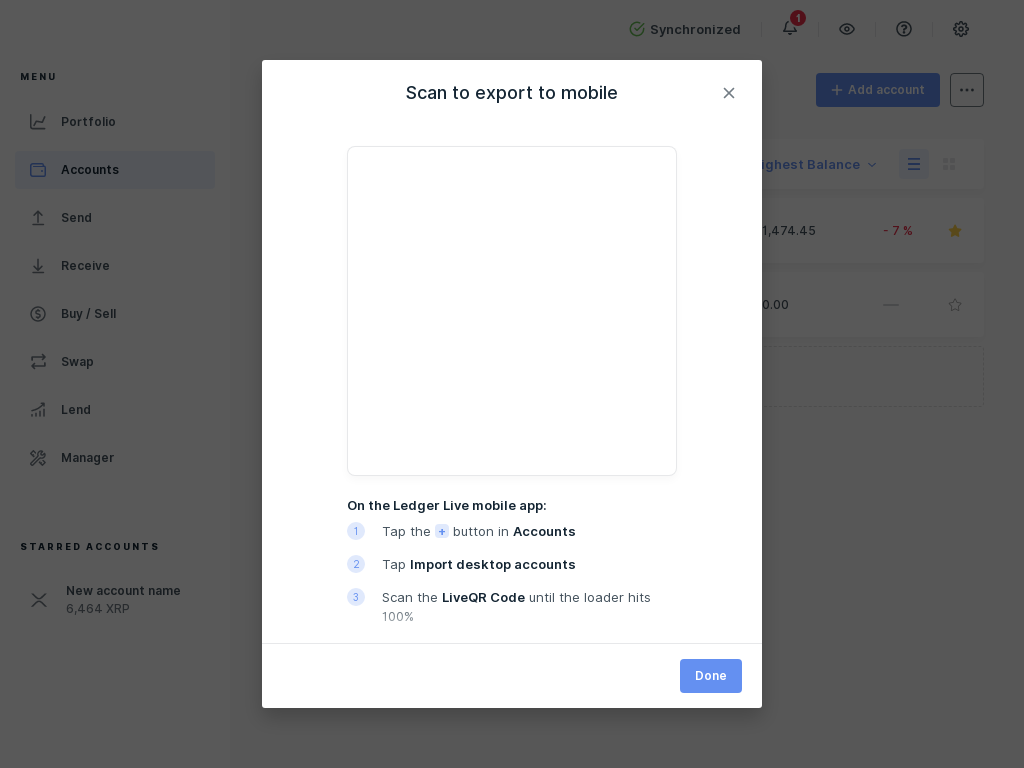 Synchronized
1
MENU
Portfolio
Accounts
Send
Receive
Buy / Sell
Swap
Lend
Manager
STARRED ACCOUNTS
New account name
6,464 XRP
Add account
Balance
1,474.45
- 7 %
0.00
—
Scan to export to mobile
On the Ledger Live mobile app:
1 Tap the + button in Accounts
2 Tap Import desktop accounts
3 Scan the LiveQR Code until the loader hits
100%
Done